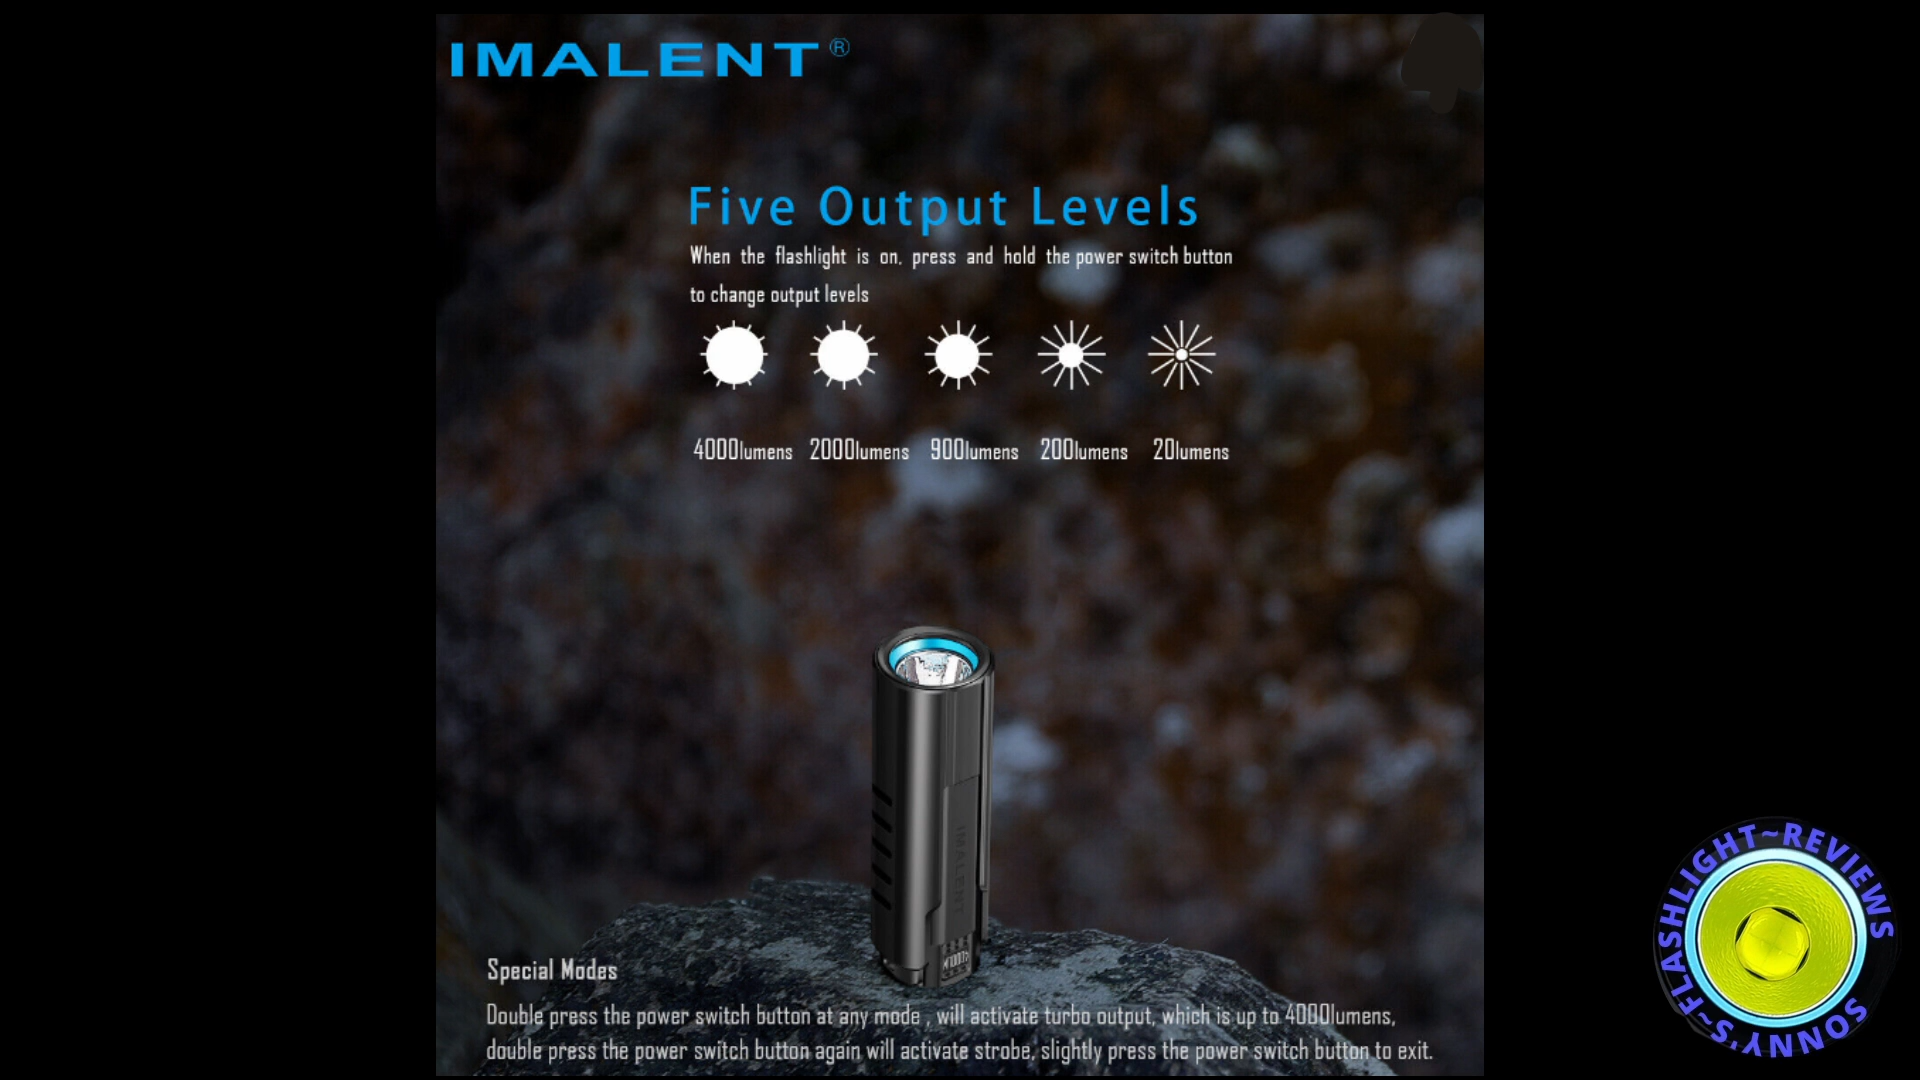 IMALENT®
Five Output Levels
When the flashlight is on, press and hold the power switch button
to change output levels
4000lumens 2000lumens 900lumens 200lumens 20lumens
IMALENT
Special Modes
Double press the power switch button at any mode , will activate turbo output, which is up to 4000lumens,
double press the power switch button again will activate strobe, slightly press the power switch button to exit.
SONNY'S~FLASHLIGHT~REVIEWS